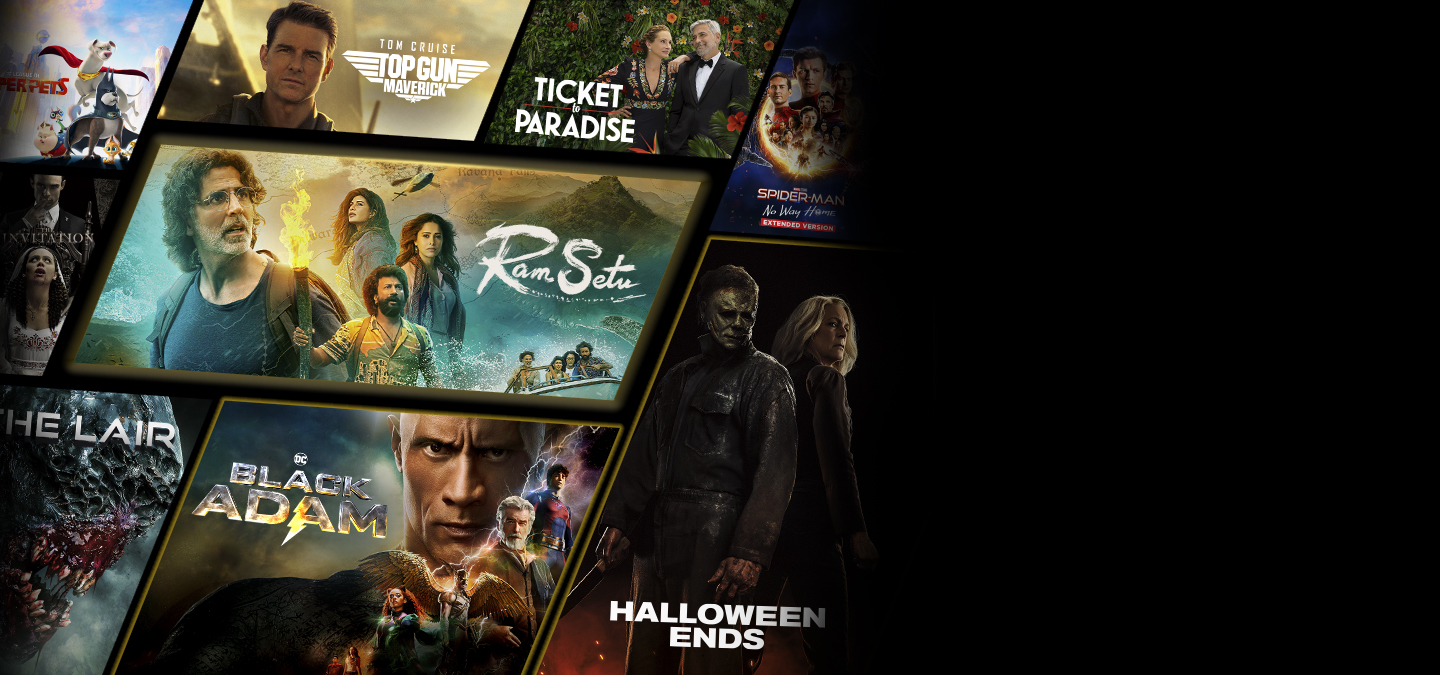 PERPETS
TOM CRUISE
TOP GUN
MAVERICK
TICKET
to
PARADISE
SPIDER-MAN
No Way Home
EXTENDED VERSION
INVITATION
Ram Setu
THE LAIR
DC
BLACK
ADAM
HALLOWEEN
ENDS